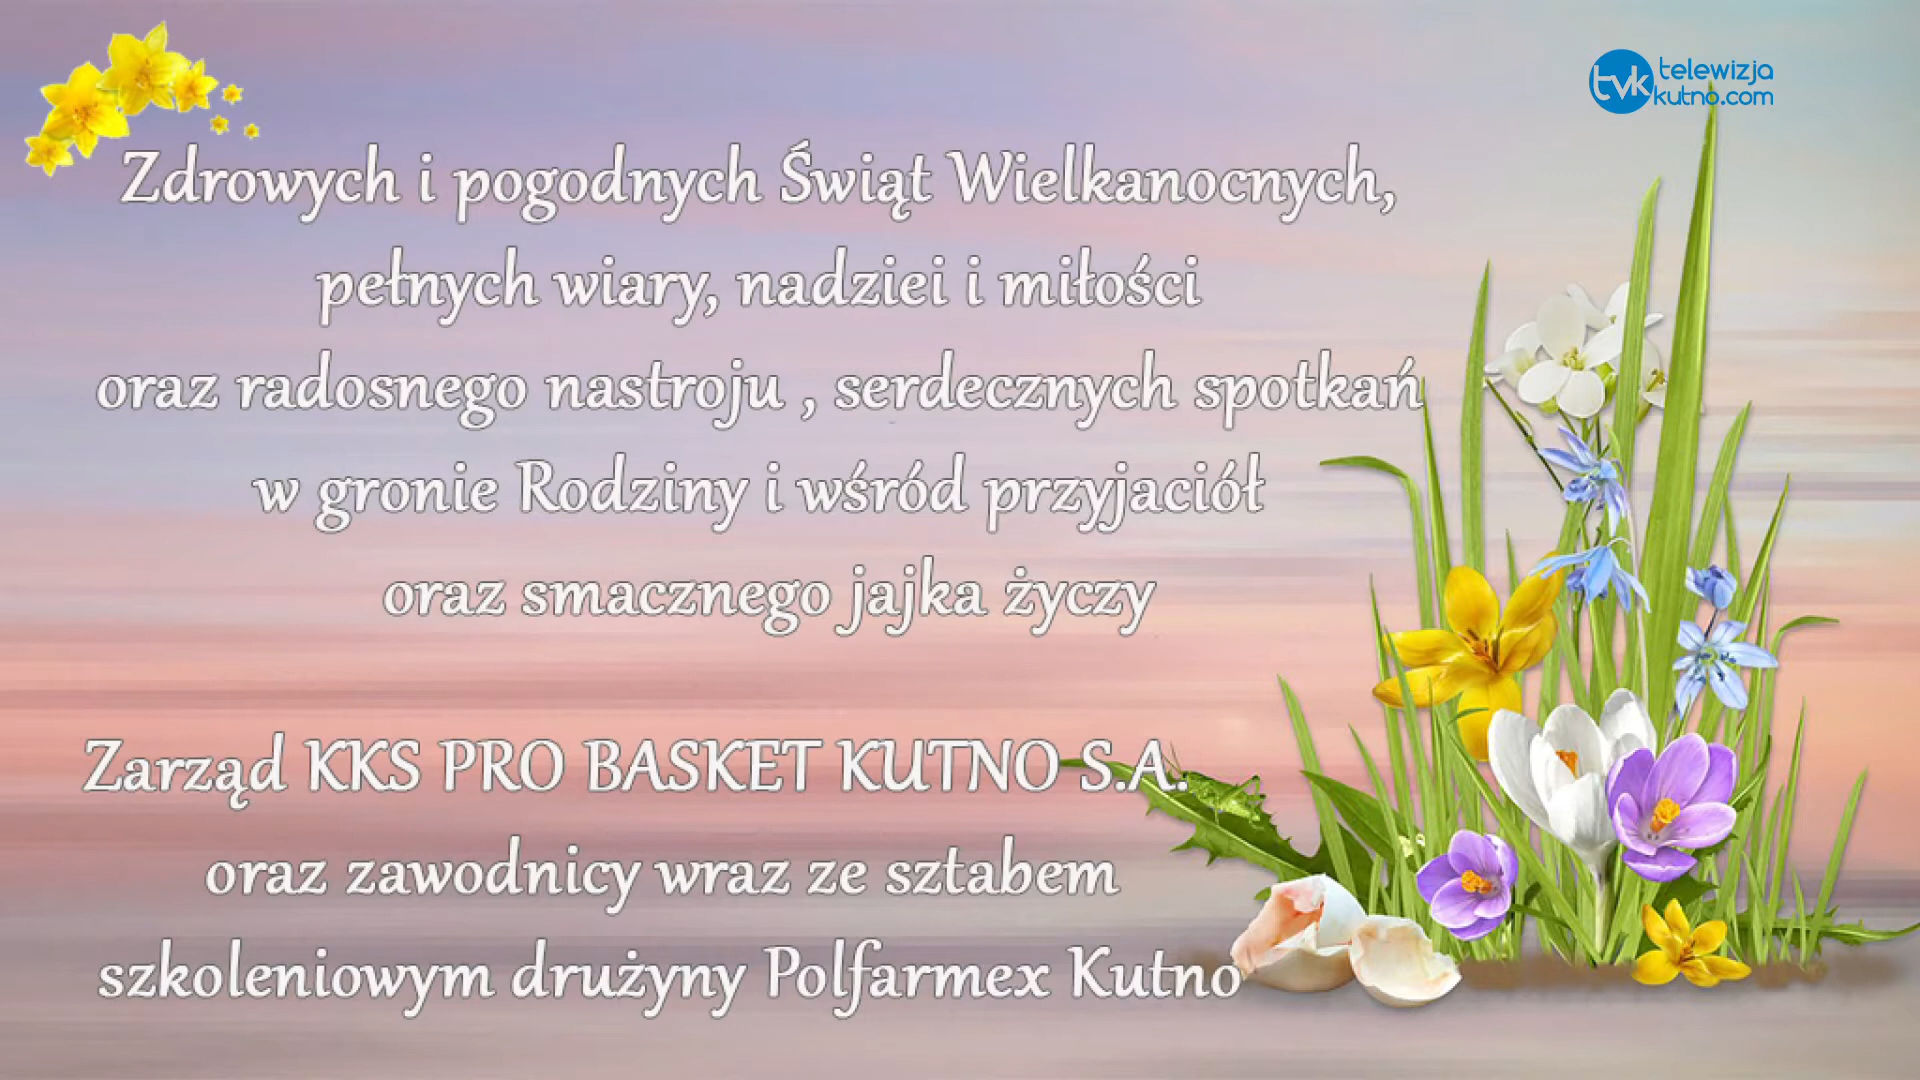 tvk telewizja
kutno.com
Zdrowych i pogodnych Świąt Wielkanocnych,
pełnych wiary, nadziei i miłości
oraz radosnego nastroju , serdecznych spotkań
w gronie Rodziny i wśród przyjaciół
oraz smacznego jajka życzy
Zarząd KKS PRO BASKET KUTNO S.A.
oraz zawodnicy wraz ze sztabem
szkoleniowym drużyny Polfarmex Kutno